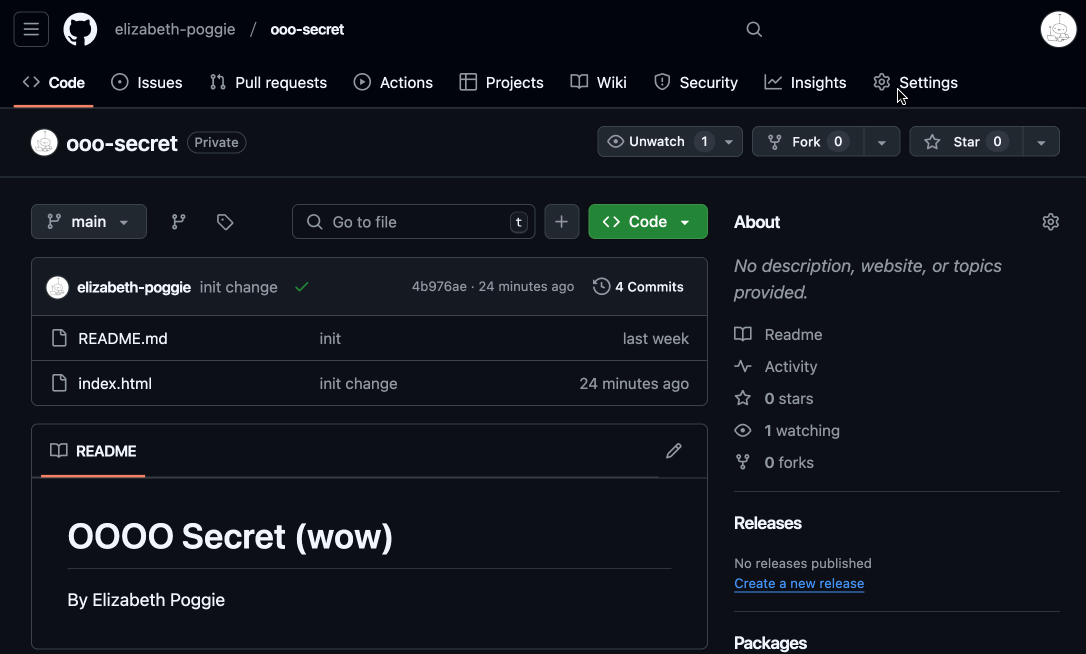 elizabeth-poggie / ooo-secret
Code Issues Pull requests Actions Projects Wiki Security Insights Settings
ooo-secret Private Unwatch 1 Fork 0 Star 0
main Go to file t + Code
elizabeth-poggie init change 4b976ae · 24 minutes ago 4 Commits
README.md init last week
index.html init change 24 minutes ago
README
OOOO Secret (wow)
By Elizabeth Poggie
About
No description, website, or topics
provided.
Readme
Activity
0 stars
1 watching
0 forks
Releases
No releases published
Create a new release
Packages